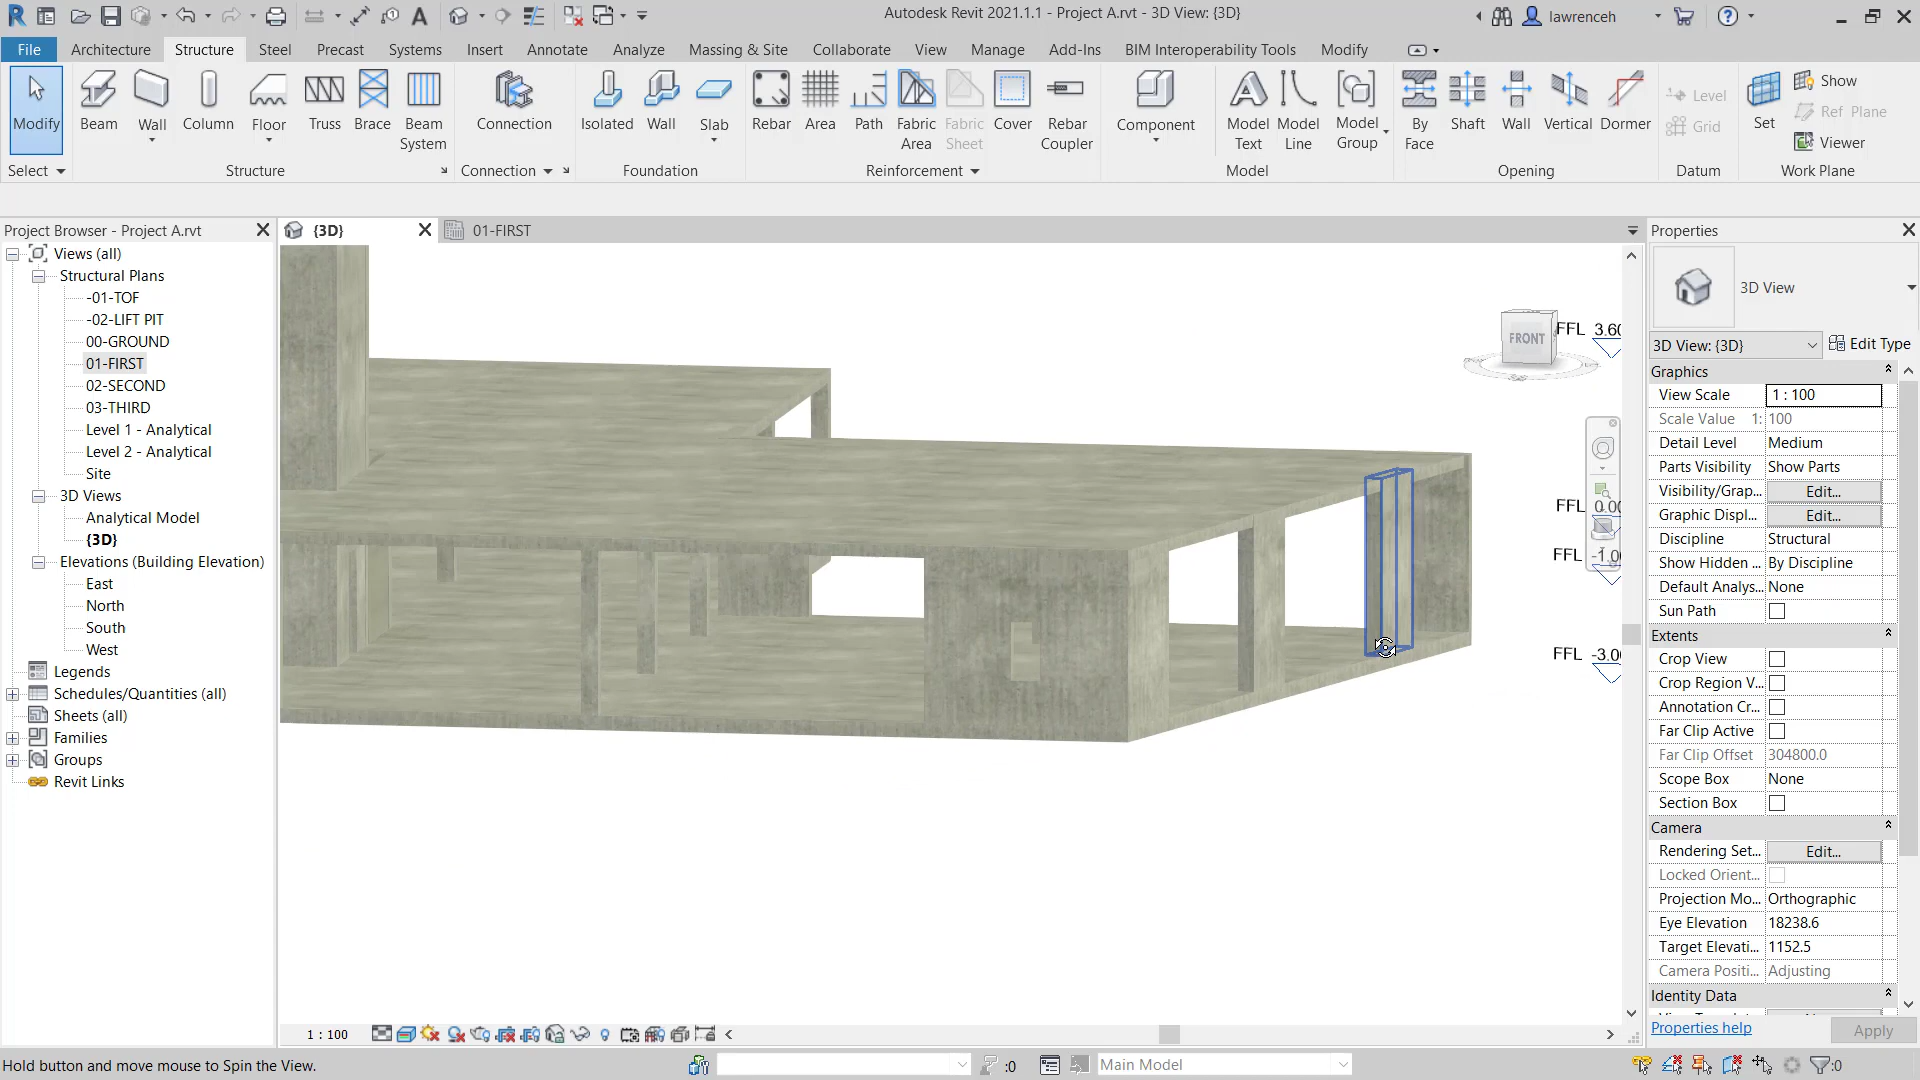 Autodesk Revit 2021.1.1 - Project A.rvt - 3D View: {3D}
lawrenceh
File
Architecture
Structure
Steel
Precast
Systems
Insert
Annotate
Analyze
Massing & Site
Collaborate
View
Manage
Add-Ins
BIM Interoperability Tools
Modify
Modify
Beam
Wall
Column
Floor
Truss
Brace
Beam
System
Connection
Isolated
Wall
Slab
Rebar
Area
Path
Fabric
Area
Fabric
Sheet
Cover
Rebar
Coupler
Component
Model
Text
Model
Line
Model
Group
By
Face
Shaft
Wall
Vertical
Dormer
Level
Grid
Set
Show
Ref Plane
Viewer
Select
Structure
Connection
Foundation
Reinforcement
Model
Opening
Datum
Work Plane
Project Browser - Project A.rvt
Views (all)
Structural Plans
-01-TOF
-02-LIFT PIT
00-GROUND
01-FIRST
02-SECOND
03-THIRD
Level 1 - Analytical
Level 2 - Analytical
Site
3D Views
Analytical Model
{3D}
Elevations (Building Elevation)
East
North
South
West
Legends
Schedules/Quantities (all)
Sheets (all)
Families
Groups
Revit Links
{3D}
01-FIRST
FRONT
FFL 3.60
FFL 0.00
FFL -1.0
FFL -3.0
Properties
3D View
3D View: {3D}
Edit Type
Graphics
View Scale
1 : 100
Scale Value 1:
100
Detail Level
Medium
Parts Visibility
Show Parts
Visibility/Grap...
Edit...
Graphic Displ...
Edit...
Discipline
Structural
Show Hidden ...
By Discipline
Default Analys...
None
Sun Path
Extents
Crop View
Crop Region V...
Annotation Cr...
Far Clip Active
Far Clip Offset
304800.0
Scope Box
None
Section Box
Camera
Rendering Set...
Edit...
Locked Orient...
Projection Mo...
Orthographic
Eye Elevation
18238.6
Target Elevati...
1152.5
Camera Positi...
Adjusting
Identity Data
Properties help
Apply
1 : 100
Hold button and move mouse to Spin the View.
:0
Main Model
:0